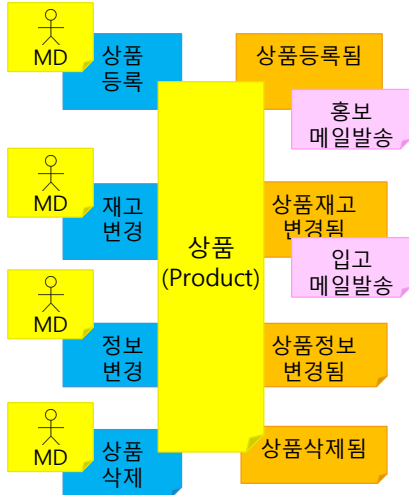 MD
상품
등록
상품등록됨
홍보
메일발송
MD
재고
변경
상품재고
변경됨
상품
(Product)
입고
메일발송
MD
정보
변경
상품정보
변경됨
MD
상품
삭제
상품삭제됨